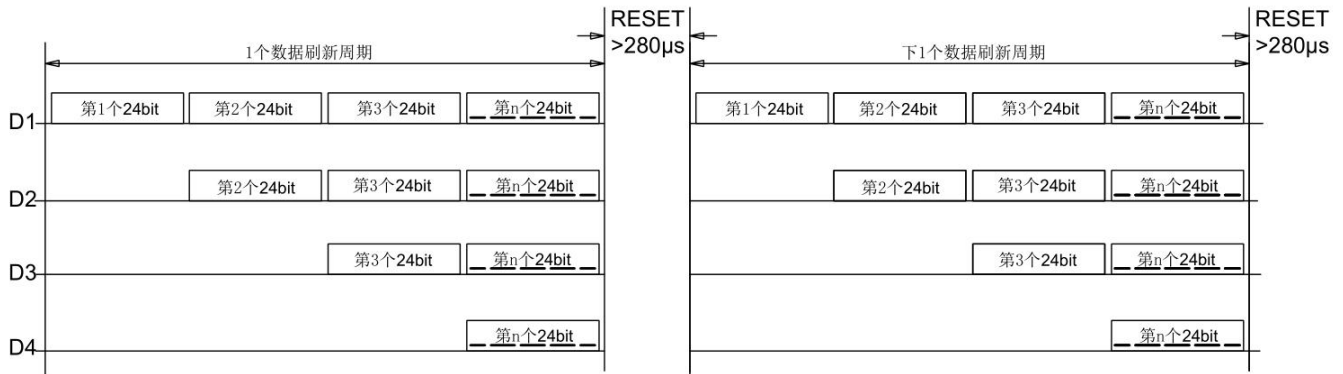 RESET
>280μs
RESET
>280μs
1个数据刷新周期
下1个数据刷新周期
D1 第1个24bit 第2个24bit 第3个24bit 第n个24bit 第1个24bit 第2个24bit 第3个24bit 第n个24bit
D2 第2个24bit 第3个24bit 第n个24bit 第2个24bit 第3个24bit 第n个24bit
D3 第3个24bit 第n个24bit 第3个24bit 第n个24bit
D4 第n个24bit 第n个24bit